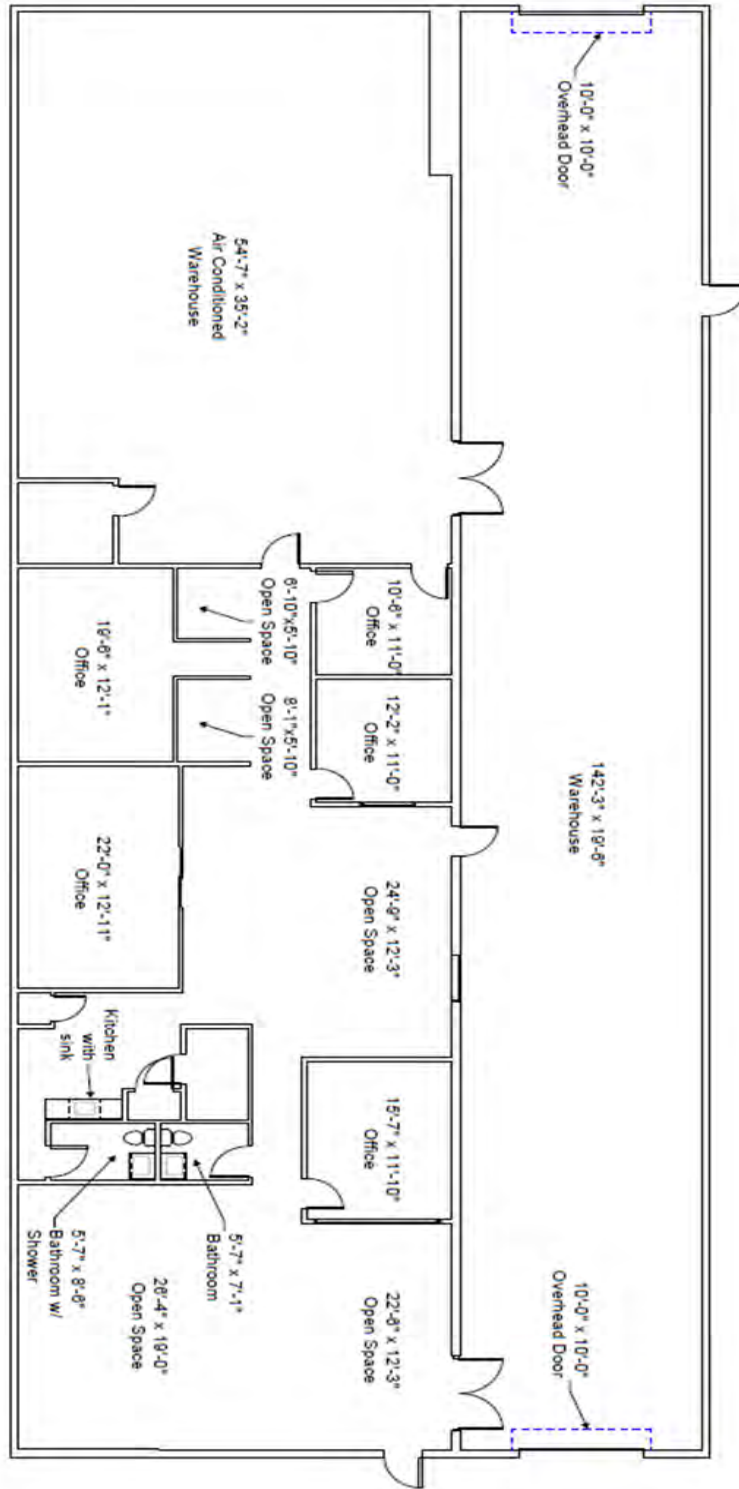 10'-0" x 10'-0"
Overhead Door
54'-7" x 35'-2"
Air Conditioned
Warehouse
6'-10"x5'-10"
Open Space
10'-6" x 11'-0"
Office
19'-6" x 12'-1"
Office
8'-1"x5'-10"
Open Space
12'-2" x 11'-0"
Office
142'-3" x 19'-6"
Warehouse
22'-0" x 12'-11"
Office
24'-9" x 12'-3"
Open Space
Kitchen
with
sink
15'-7" x 11'-10"
Office
5'-7" x 7'-1"
Bathroom
5'-7" x 8'-6"
Bathroom w/
Shower
26'-4" x 19'-0"
Open Space
22'-6" x 12'-3"
Open Space
10'-0" x 10'-0"
Overhead Door